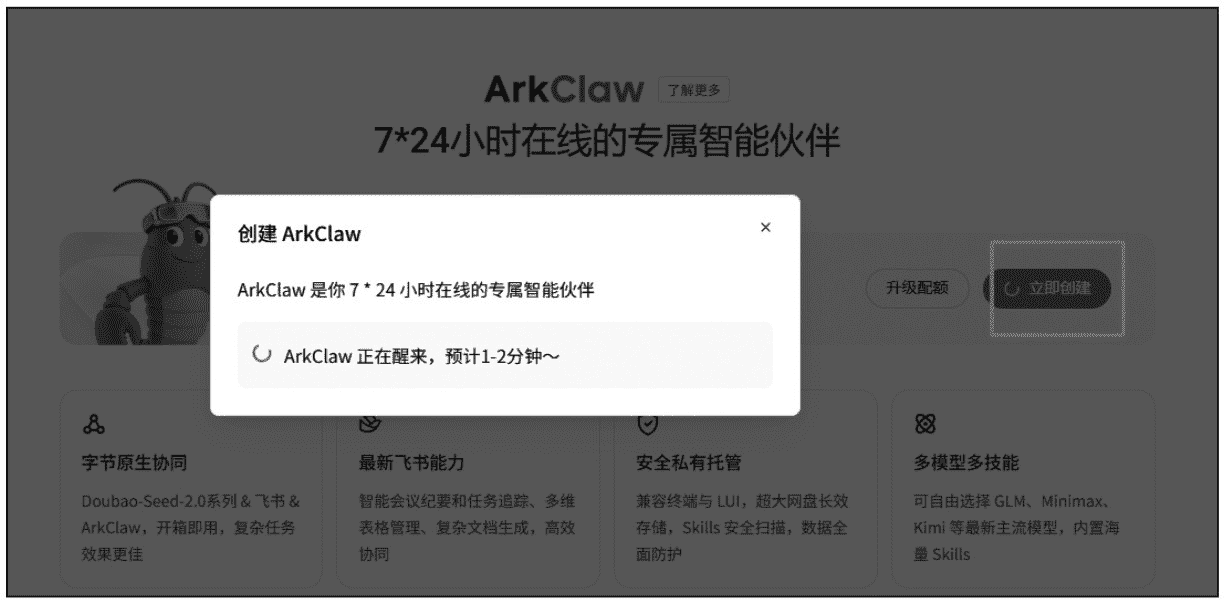 ArkClaw 了解更多
7*24小时在线的专属智能伙伴
创建 ArkClaw ×
ArkClaw 是你 7 * 24 小时在线的专属智能伙伴
ArkClaw 正在醒来，预计1-2分钟～
升级配额 立即创建
字节原生协同
Doubao-Seed-2.0系列 & 飞书 &
ArkClaw，开箱即用，复杂任务
效果更佳
最新飞书能力
智能会议纪要和任务追踪、多维
表格管理、复杂文档生成，高效
协同
安全私有托管
兼容终端与 LUI，超大网盘长效
存储，Skills 安全扫描，数据全
面防护
多模型多技能
可自由选择 GLM、Minimax、
Kimi 等最新主流模型，内置海
量 Skills